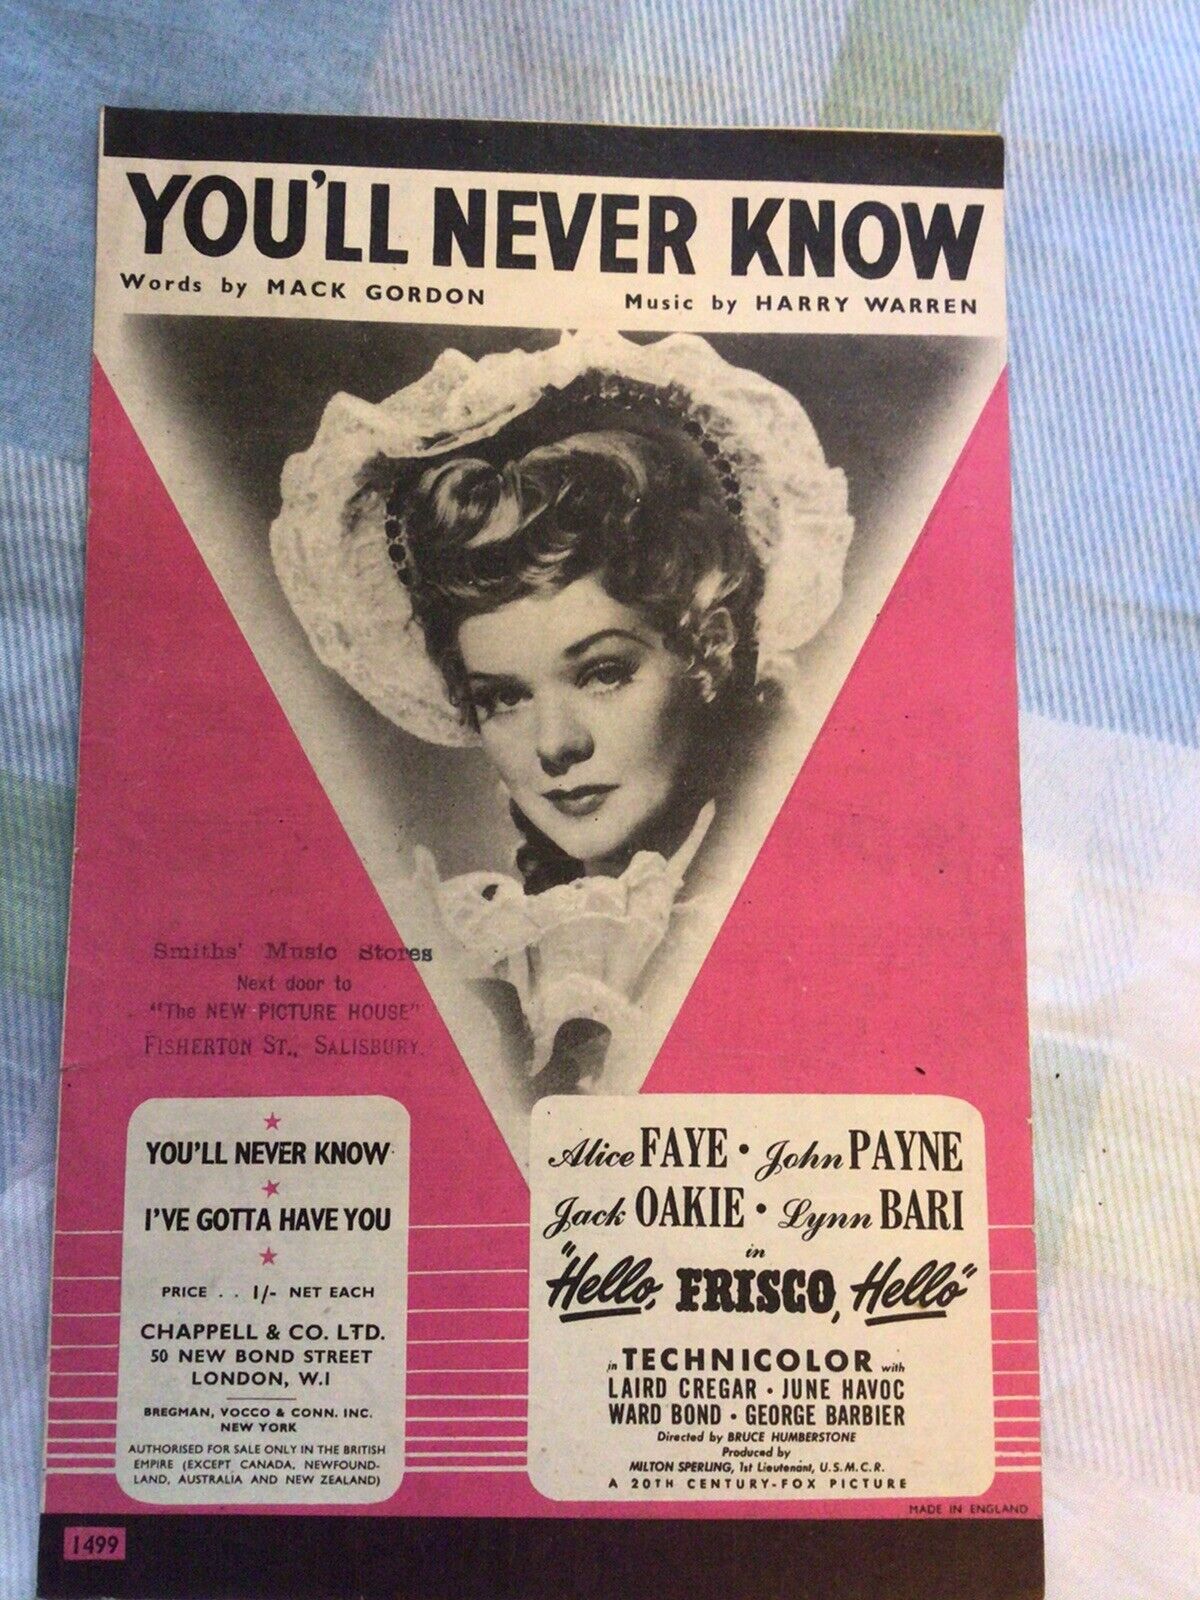 YOU'LL NEVER KNOW
Words by MACK GORDON
Music by HARRY WARREN
Smiths' Music Stores
Next door to
"The NEW PICTURE HOUSE"
FISHERTON ST., SALISBURY.
YOU'LL NEVER KNOW
I'VE GOTTA HAVE YOU
PRICE . . 1/- NET EACH
CHAPPELL & CO. LTD.
50 NEW BOND STREET
LONDON, W.I
BREGMAN, VOCCO & CONN. INC.
NEW YORK
AUTHORISED FOR SALE ONLY IN THE BRITISH
EMPIRE (EXCEPT CANADA, NEWFOUND-
LAND, AUSTRALIA AND NEW ZEALAND)
Alice FAYE • John PAYNE
Jack OAKIE • Lynn BARI
in
"Hello, FRISCO, Hello"
in TECHNICOLOR with
LAIRD CREGAR • JUNE HAVOC
WARD BOND • GEORGE BARBIER
Directed by BRUCE HUMBERSTONE
Produced by
MILTON SPERLING, 1st Lieutenant, U.S.M.C.R.
A 20TH CENTURY-FOX PICTURE
MADE IN ENGLAND
1499